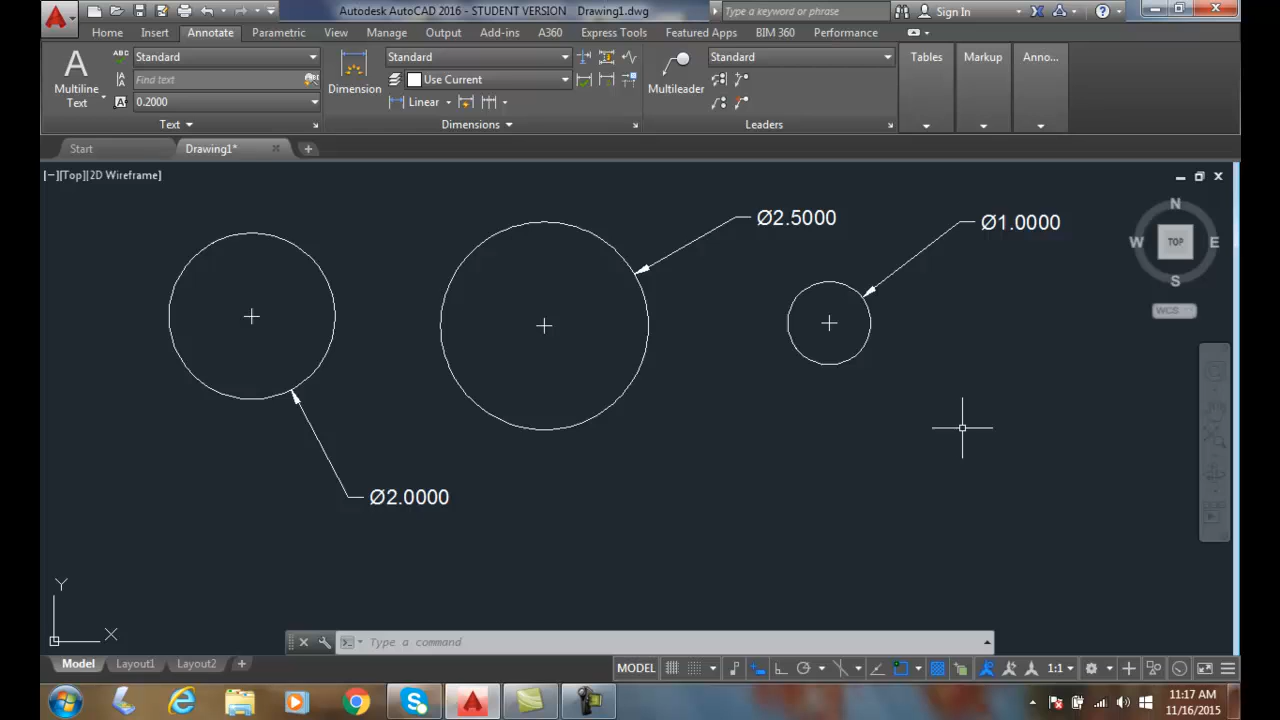 Autodesk AutoCAD 2016 - STUDENT VERSION Drawing1.dwg
Type a keyword or phrase
Sign In
Home Insert Annotate Parametric View Manage Output Add-ins A360 Express Tools Featured Apps BIM 360 Performance
A
Multiline
Text
ABC
Standard
Find text
0.2000
Text
Dimension
Standard
Use Current
Linear
Dimensions
Multileader
Standard
Leaders
Tables
Markup
Anno...
Start
Drawing1*
[−][Top][2D Wireframe]
Ø2.5000
Ø1.0000
Ø2.0000
N
W
TOP
E
S
WCS
Y
X
Type a command
Model
Layout1
Layout2
MODEL
1:1
11:17 AM
11/16/2015